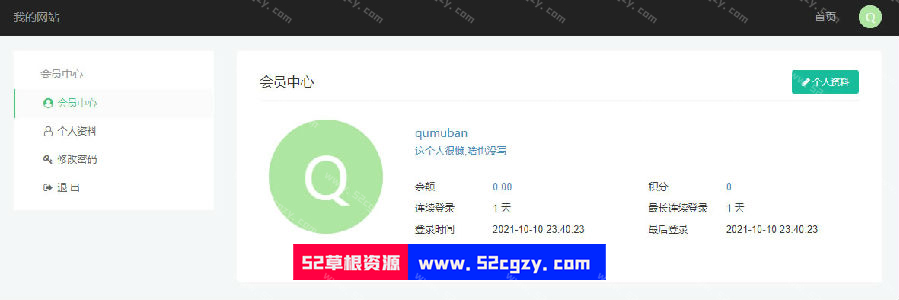 我的网站
首页
会员中心
会员中心
个人资料
修改密码
退 出
会员中心
个人资料
Q
qumuban
这个人很懒,啥也没写
余额 0.00 积分 0
连续登录 1 天 最长连续登录 1 天
登录时间 2021-10-10 23:40:23 最后登录 2021-10-10 23:40:23
52草根资源 www.52cgzy.com